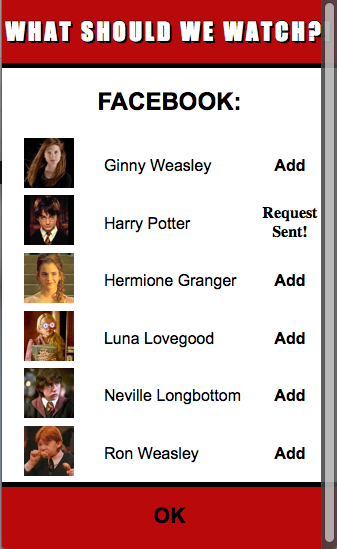 WHAT SHOULD WE WATCH?
FACEBOOK:
Ginny Weasley Add
Harry Potter Request Sent!
Hermione Granger Add
Luna Lovegood Add
Neville Longbottom Add
Ron Weasley Add
OK